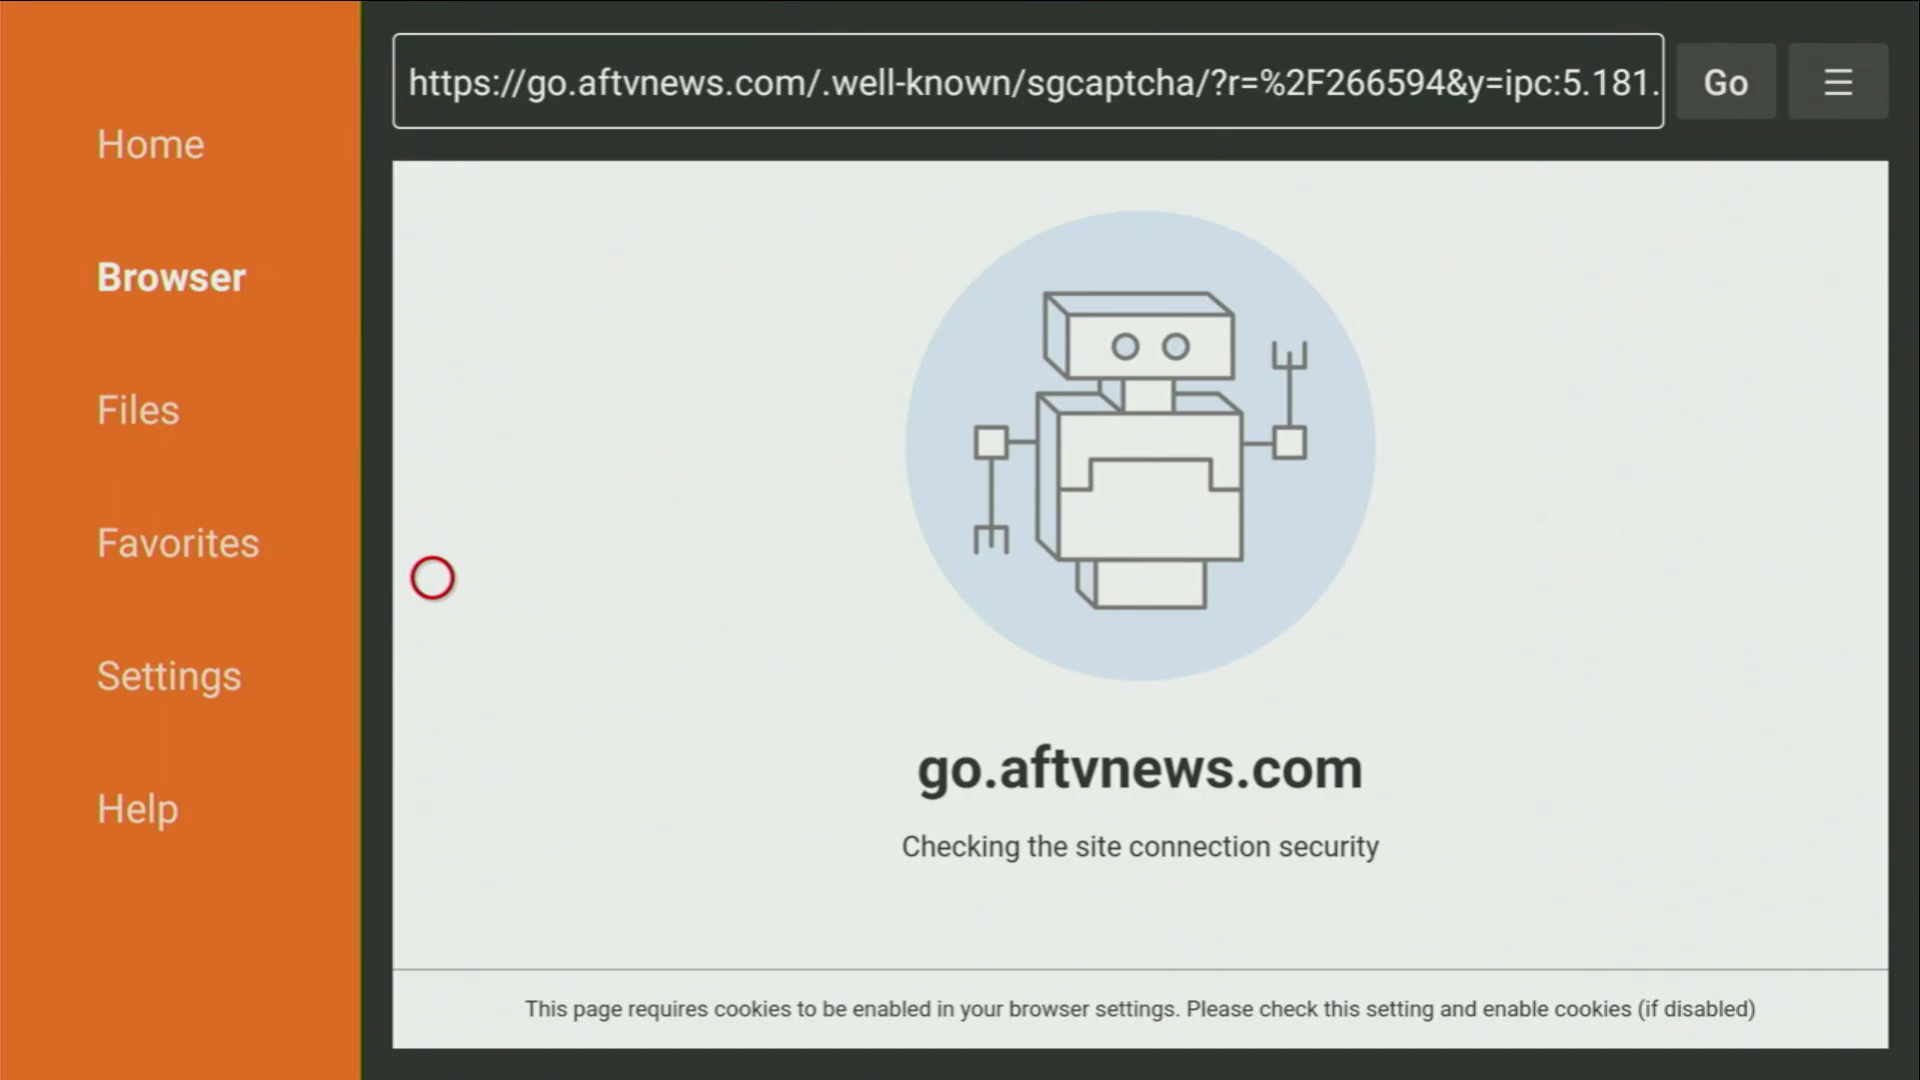 Home
Browser
Files
Favorites
Settings
Help
https://go.aftvnews.com/.well-known/sgcaptcha/?r=%2F266594&y=ipc:5.181.
Go
go.aftvnews.com
Checking the site connection security
This page requires cookies to be enabled in your browser settings. Please check this setting and enable cookies (if disabled)